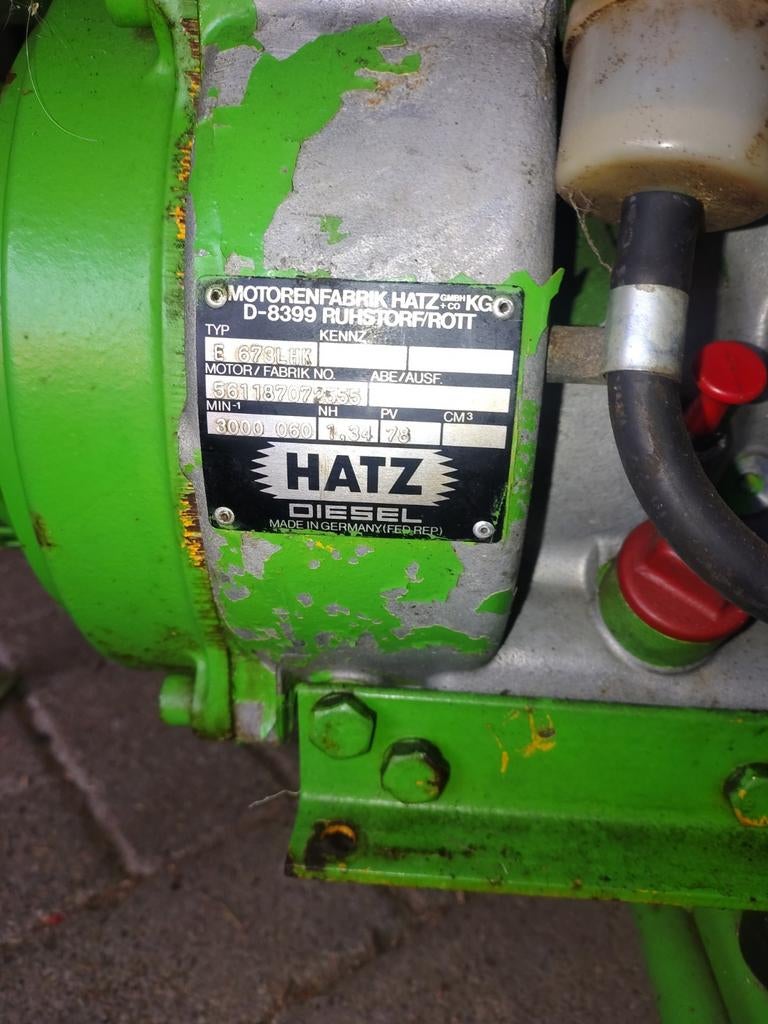 MOTORENFABRIK HATZ GMBH + CO KG
D-8399 RUHSTORF/ROTT
TYP KENNZ.
E 673LHK
MOTOR/FABRIK NO. ABE/AUSF.
MIN-1 NH PV CM³
3000 060 1.34 78
HATZ
DIESEL
MADE IN GERMANY (FED.REP.)